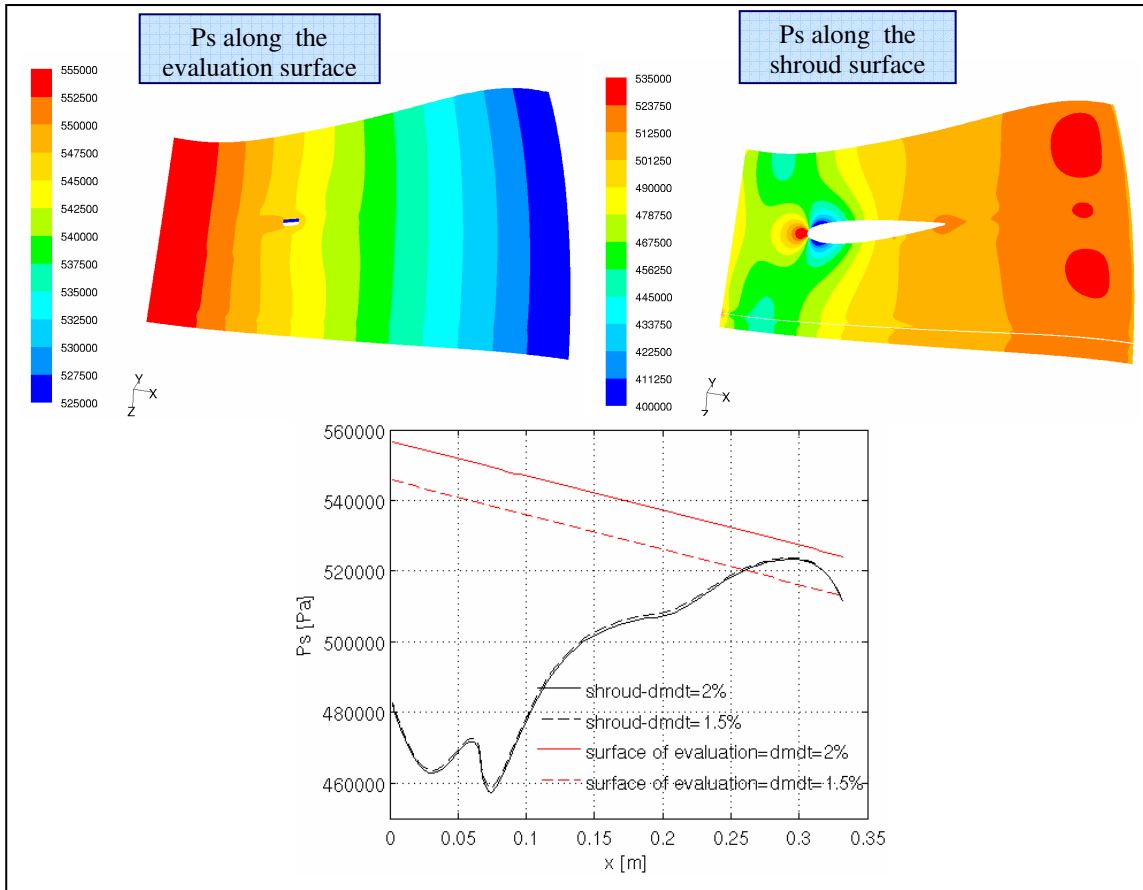 Ps along the
evaluation surface
Ps along the
shroud surface
555000
552500
550000
547500
545000
542500
540000
537500
535000
532500
530000
527500
525000
Y
X
Z
535000
523750
512500
501250
490000
478750
467500
456250
445000
433750
422500
411250
400000
Y
X
Z
560000
540000
520000
500000
480000
460000
Ps [Pa]
shroud-dmdt=2%
shroud-dmdt=1.5%
surface of evaluation=dmdt=2%
surface of evaluation=dmdt=1.5%
0 0.05 0.1 0.15 0.2 0.25 0.3 0.35
x [m]